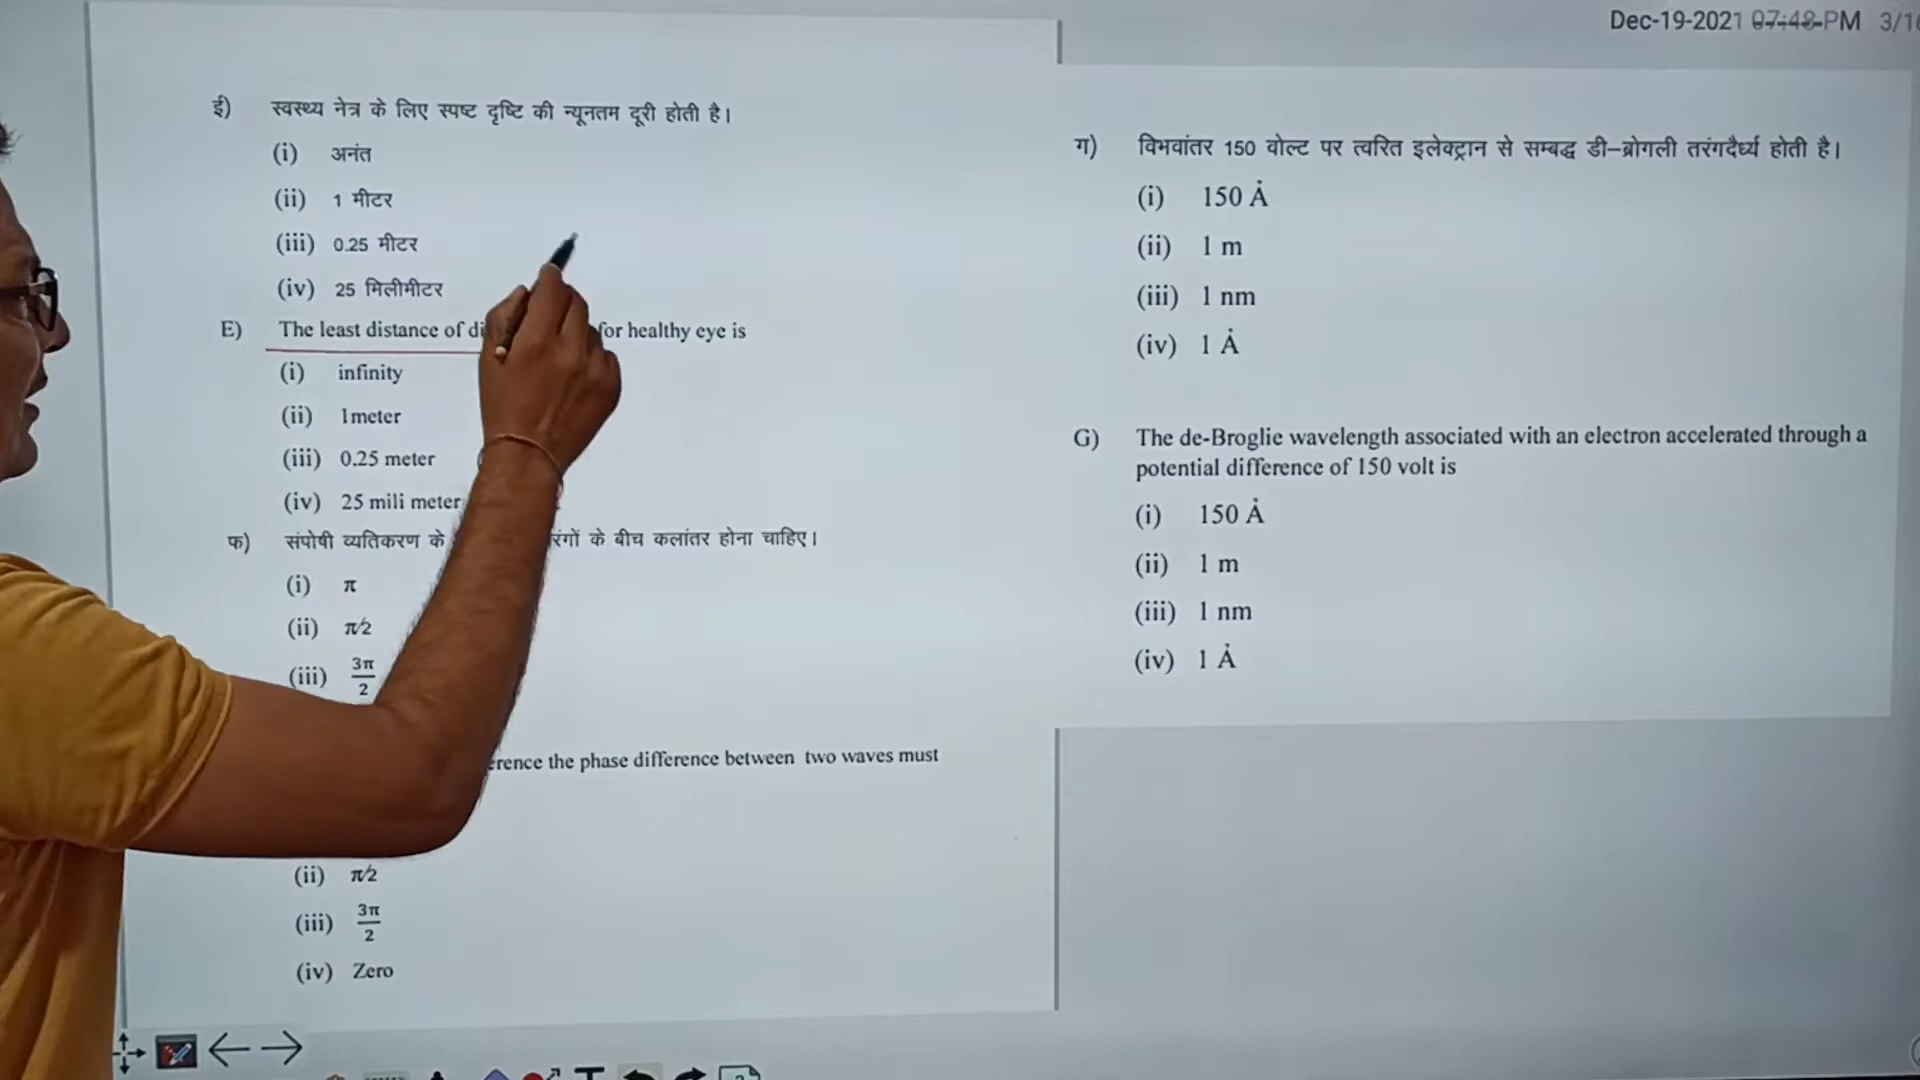 Dec-19-2021 07:48 PM 3/1
ई) स्वस्थ्य नेत्र के लिए स्पष्ट दृष्टि की न्यूनतम दूरी होती है।
(i) अनंत
(ii) 1 मीटर
(iii) 0.25 मीटर
(iv) 25 मिलीमीटर
E) The least distance of for healthy eye is
(i) infinity
(ii) 1meter
(iii) 0.25 meter
(iv) 25 mili meter
फ) संपोषी व्यतिकरण के के बीच कलांतर होना चाहिए।
(i) π
(ii) π/2
(iii) 3π/2
the phase difference between two waves must
(ii) π/2
(iii) 3π/2
(iv) Zero
ग) विभवांतर 150 वोल्ट पर त्वरित इलेक्ट्रान से सम्बद्ध डी–ब्रोगली तरंगदैर्ध्य होती है।
(i) 150 Å
(ii) 1 m
(iii) 1 nm
(iv) 1 Å
G) The de-Broglie wavelength associated with an electron accelerated through a
potential difference of 150 volt is
(i) 150 Å
(ii) 1 m
(iii) 1 nm
(iv) 1 Å